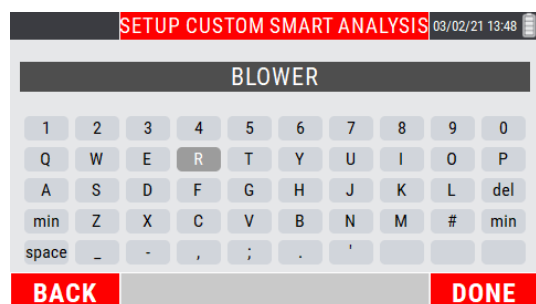 SETUP CUSTOM SMART ANALYSIS 03/02/21 13:48
BLOWER
1 2 3 4 5 6 7 8 9 0
Q W E R T Y U I O P
A S D F G H J K L del
min Z X C V B N M # min
space _ - , ; . '
BACK DONE